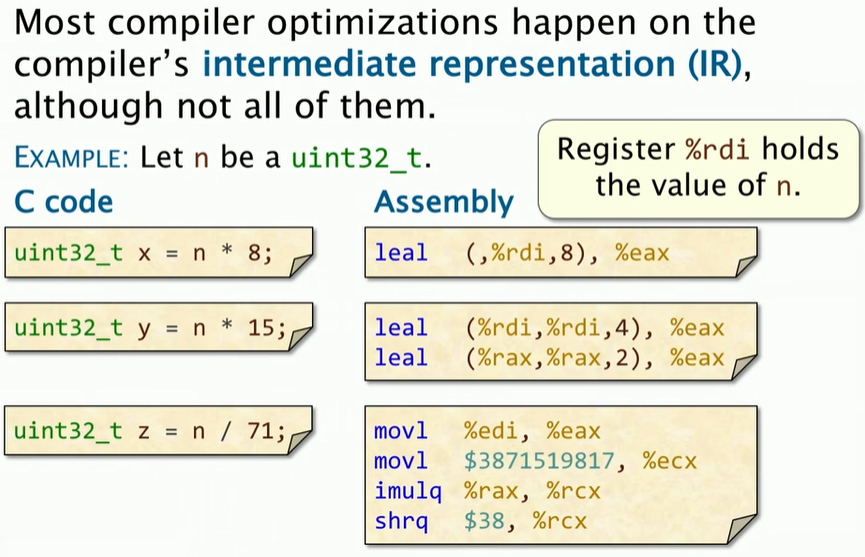 Most compiler optimizations happen on the
compiler’s intermediate representation (IR),
although not all of them.
EXAMPLE: Let n be a uint32_t.
Register %rdi holds
the value of n.
C code
Assembly
uint32_t x = n * 8;
leal (,%rdi,8), %eax
uint32_t y = n * 15;
leal (%rdi,%rdi,4), %eax
leal (%rax,%rax,2), %eax
uint32_t z = n / 71;
movl %edi, %eax
movl $3871519817, %ecx
imulq %rax, %rcx
shrq $38, %rcx